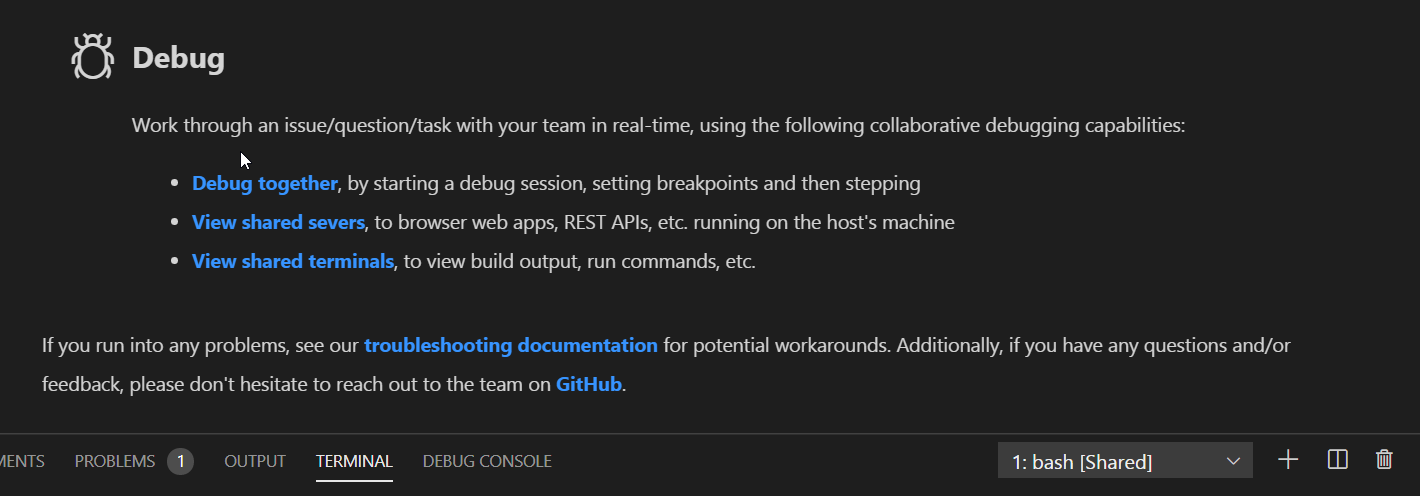 Debug
Work through an issue/question/task with your team in real-time, using the following collaborative debugging capabilities:
• Debug together, by starting a debug session, setting breakpoints and then stepping
• View shared severs, to browser web apps, REST APIs, etc. running on the host's machine
• View shared terminals, to view build output, run commands, etc.
If you run into any problems, see our troubleshooting documentation for potential workarounds. Additionally, if you have any questions and/or
feedback, please don't hesitate to reach out to the team on GitHub.
MENTS PROBLEMS 1 OUTPUT TERMINAL DEBUG CONSOLE 1: bash [Shared]